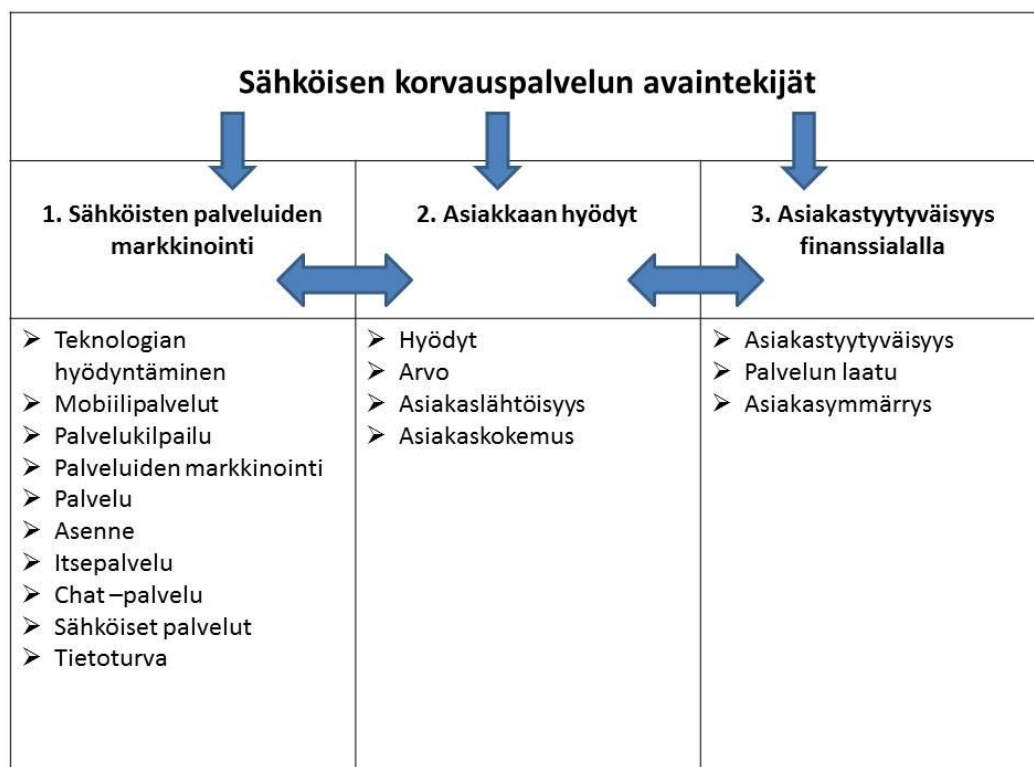 Sähköisen korvauspalvelun avaintekijät
1. Sähköisten palveluiden
markkinointi
2. Asiakkaan hyödyt
3. Asiakastyytyväisyys
finanssialalla
➢ Teknologian
hyödyntäminen
➢ Mobiilipalvelut
➢ Palvelukilpailu
➢ Palveluiden markkinointi
➢ Palvelu
➢ Asenne
➢ Itsepalvelu
➢ Chat –palvelu
➢ Sähköiset palvelut
➢ Tietoturva
➢ Hyödyt
➢ Arvo
➢ Asiakaslähtöisyys
➢ Asiakaskokemus
➢ Asiakastyytyväisyys
➢ Palvelun laatu
➢ Asiakasymmärrys